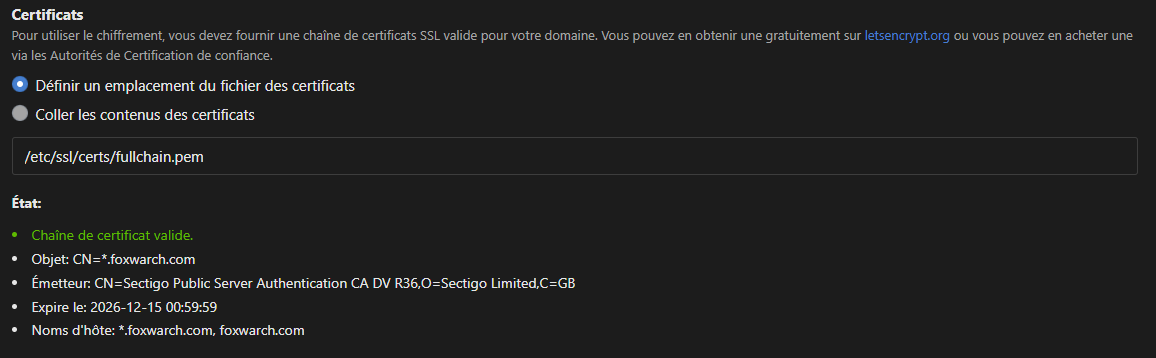 Certificats
Pour utiliser le chiffrement, vous devez fournir une chaîne de certificats SSL valide pour votre domaine. Vous pouvez en obtenir une gratuitement sur letsencrypt.org ou vous pouvez en acheter une
via les Autorités de Certification de confiance.
Définir un emplacement du fichier des certificats
Coller les contenus des certificats
/etc/ssl/certs/fullchain.pem
État:
Chaîne de certificat valide.
Objet: CN=*.foxwarch.com
Émetteur: CN=Sectigo Public Server Authentication CA DV R36,O=Sectigo Limited,C=GB
Expire le: 2026-12-15 00:59:59
Noms d'hôte: *.foxwarch.com, foxwarch.com